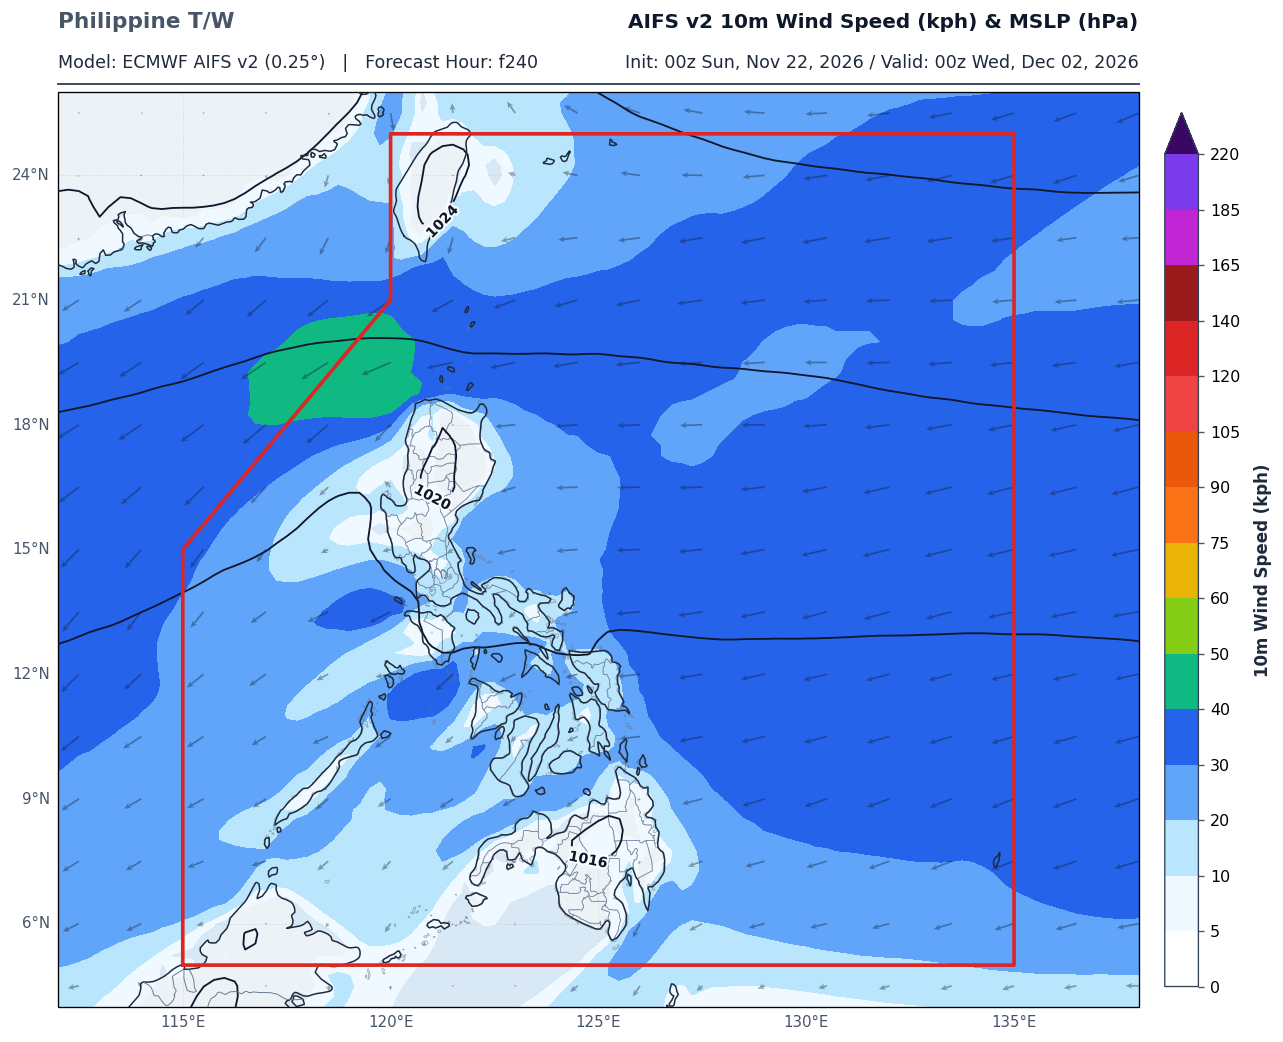 Philippine T/W
AIFS v2 10m Wind Speed (kph) & MSLP (hPa)
Model: ECMWF AIFS v2 (0.25°) | Forecast Hour: f240
Init: 00z Sun, Nov 22, 2026 / Valid: 00z Wed, Dec 02, 2026
24°N
21°N
18°N
15°N
12°N
9°N
6°N
115°E
120°E
125°E
130°E
135°E
1024
1020
1016
220
185
165
140
120
105
90
75
60
50
40
30
20
10
5
0
10m Wind Speed (kph)